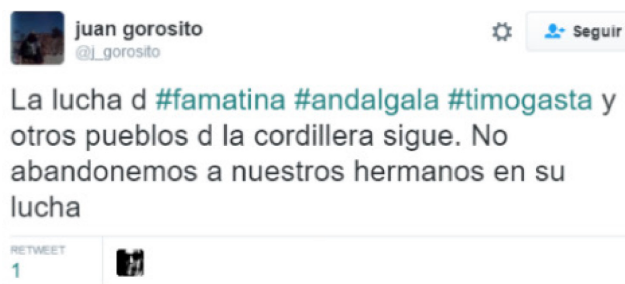 juan gorosito
@j_gorosito
Seguir
La lucha d #famatina #andalgala #timogasta y
otros pueblos d la cordillera sigue. No
abandonemos a nuestros hermanos en su
lucha
RETWEET
1